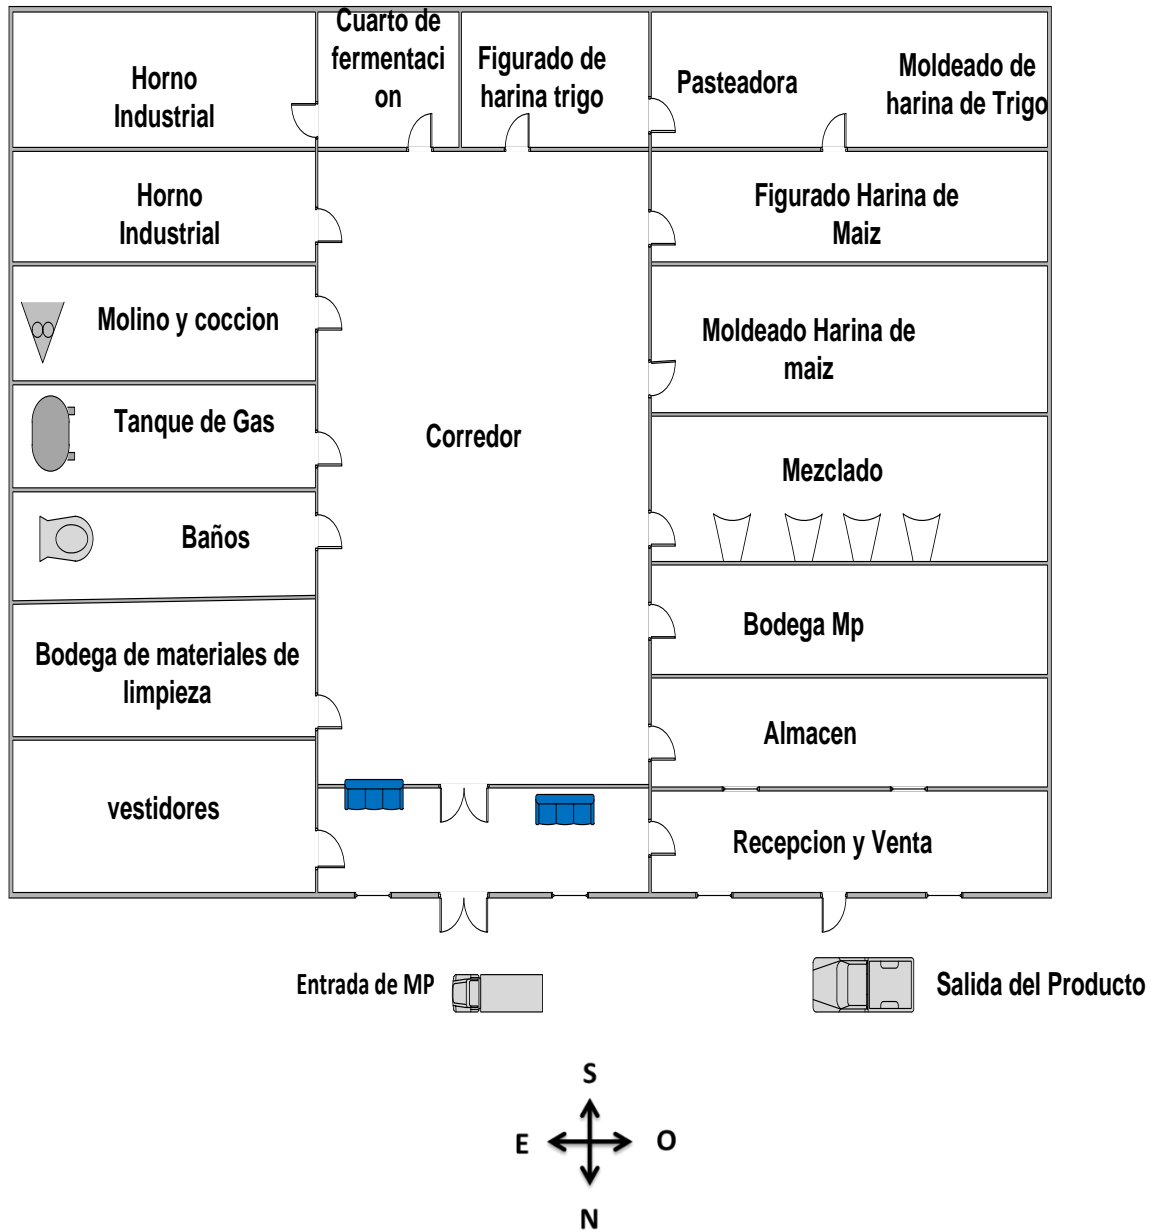 Horno
Industrial
Cuarto de
fermentaci
on
Figurado de
harina trigo
Pasteadora
Moldeado de
harina de Trigo
Horno
Industrial
Figurado Harina de
Maiz
Molino y coccion
Moldeado Harina de
maiz
Tanque de Gas
Corredor
Mezclado
Baños
Bodega Mp
Bodega de materiales de
limpieza
Almacen
vestidores
Recepcion y Venta
Entrada de MP
Salida del Producto
S
E
O
N